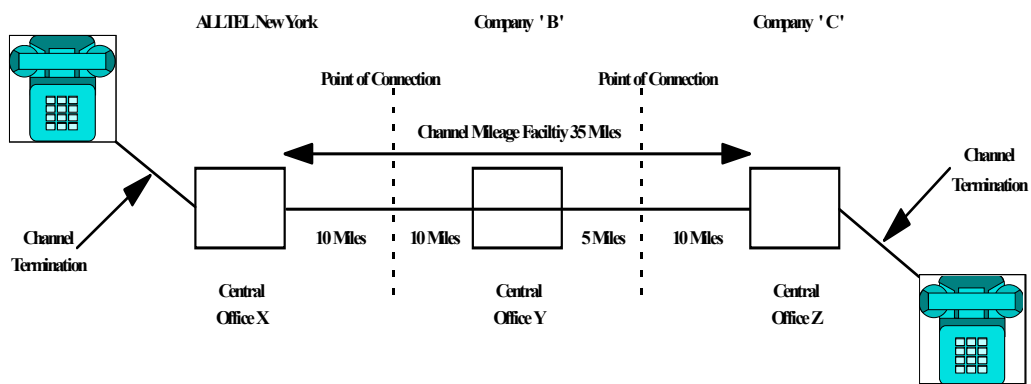 ALLTEL New York
Company 'B'
Company 'C'
Point of Connection
Point of Connection
Channel Mileage Faciltiy 35 Miles
Channel
Termination
10 Miles
10 Miles
5 Miles
10 Miles
Channel
Termination
Central
Office X
Central
Office Y
Central
Office Z